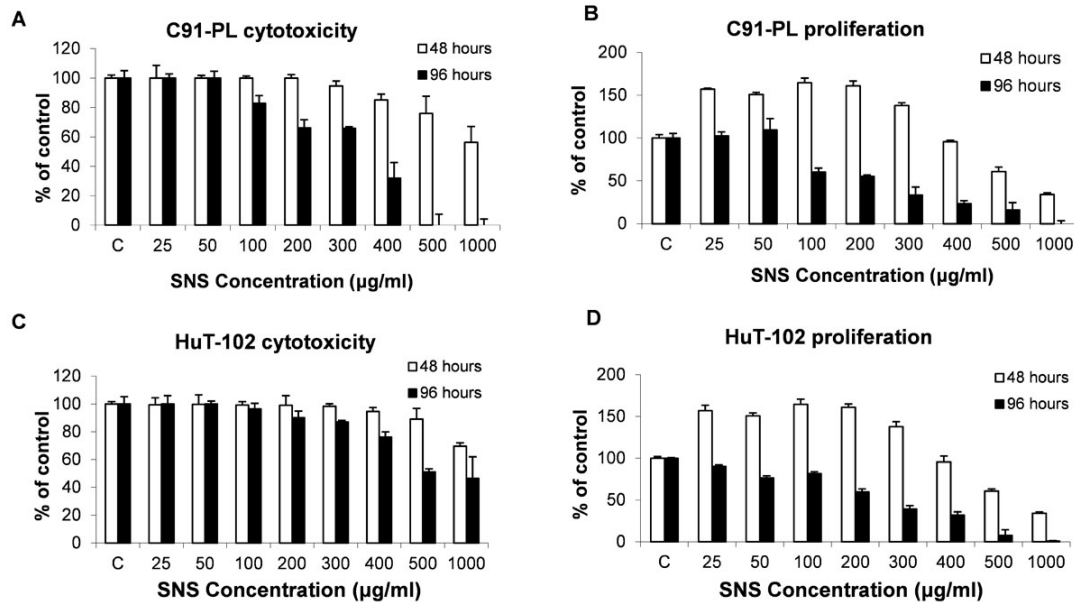 A
C91-PL cytotoxicity
48 hours
96 hours
% of control
120
100
80
60
40
20
0
C 25 50 100 200 300 400 500 1000
SNS Concentration (µg/ml)
B
C91-PL proliferation
48 hours
96 hours
% of control
200
150
100
50
0
C 25 50 100 200 300 400 500 1000
SNS Concentration (µg/ml)
C
HuT-102 cytotoxicity
48 hours
96 hours
% of control
120
100
80
60
40
20
0
C 25 50 100 200 300 400 500 1000
SNS Concentration (µg/ml)
D
HuT-102 proliferation
48 hours
96 hours
% of control
200
150
100
50
0
C 25 50 100 200 300 400 500 1000
SNS Concentration (µg/ml)